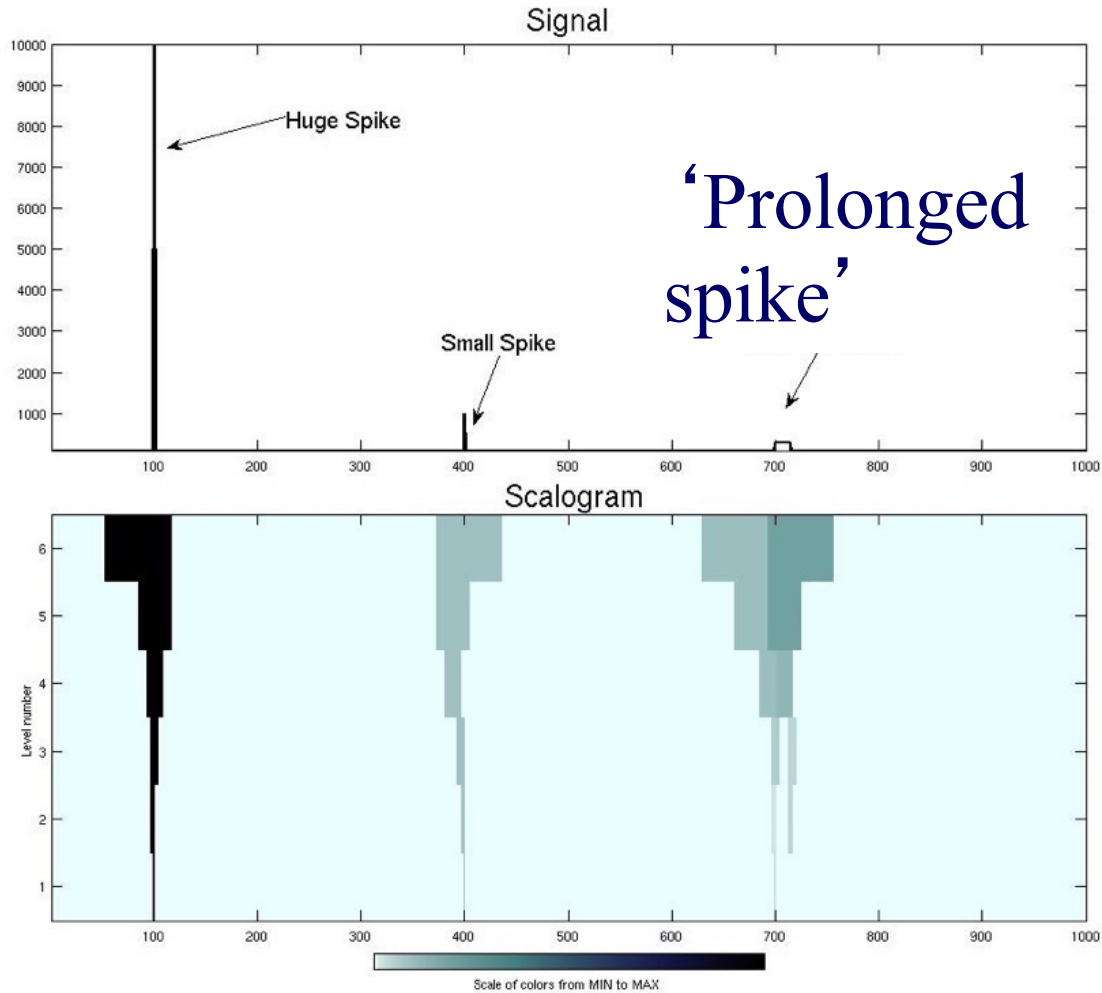 Signal
10000
9000
8000
7000
6000
5000
4000
3000
2000
1000
Huge Spike
Small Spike
‘Prolonged
spike’
100 200 300 400 500 600 700 800 900 1000
Scalogram
6
5
4
3
2
1
Level number
100 200 300 400 500 600 700 800 900 1000
Scale of colors from MIN to MAX